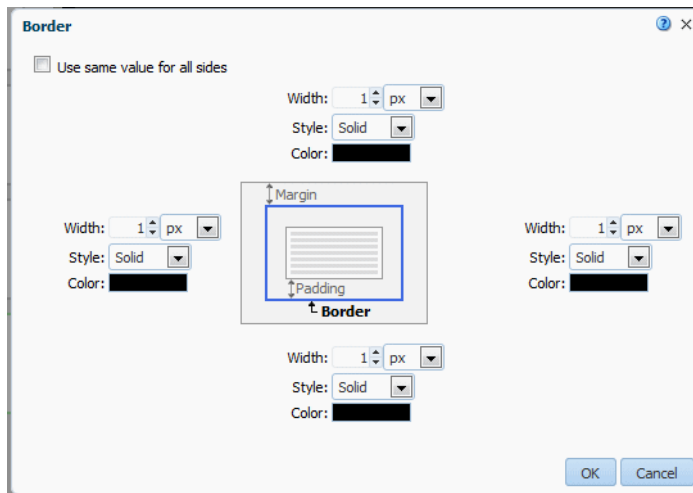 Border
Use same value for all sides
Width: 1 px
Style: Solid
Color:
Margin
Width: 1 px
Style: Solid
Color:
Width: 1 px
Style: Solid
Color:
Padding
Border
Width: 1 px
Style: Solid
Color:
OK Cancel